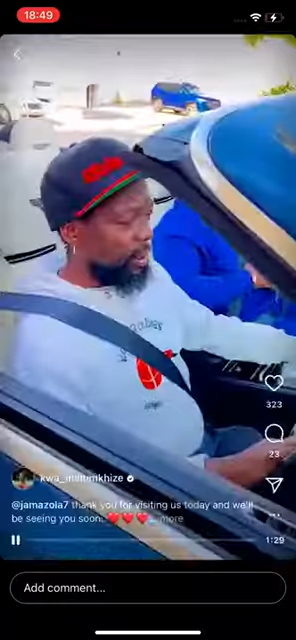 18:49
323
23
kwa_mammkhize
@jamazola7 thank you for visiting us today and we'll
be seeing you soon. ❤️❤️❤️... more
1:29
Add comment...